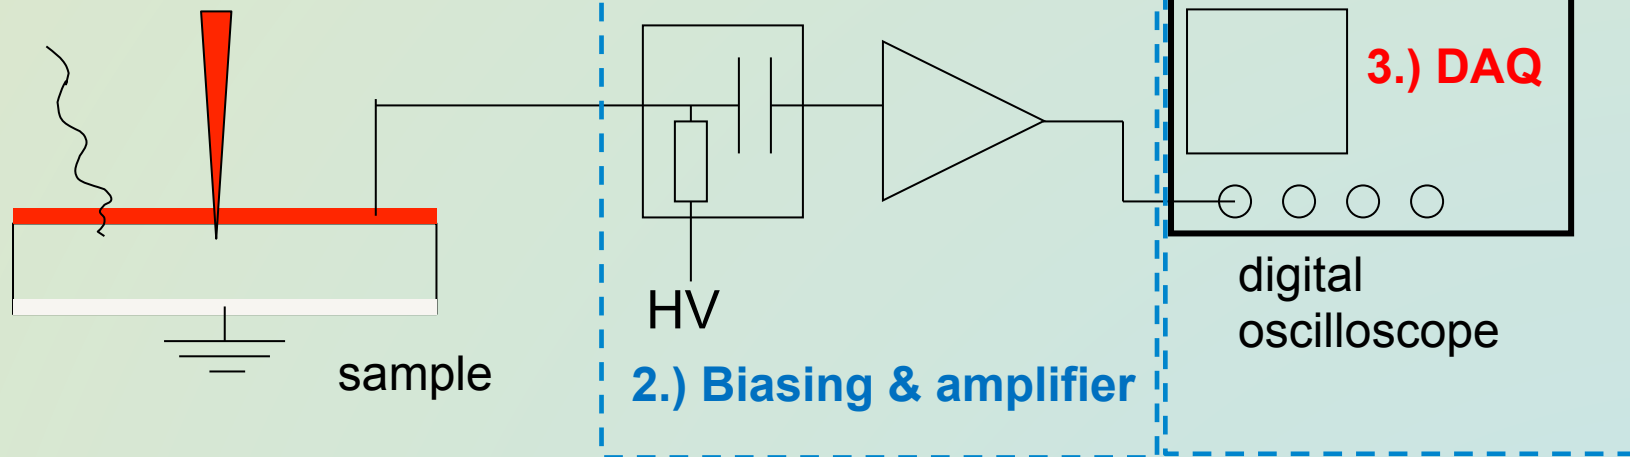 3.) DAQ
HV
digital
oscilloscope
sample
2.) Biasing & amplifier